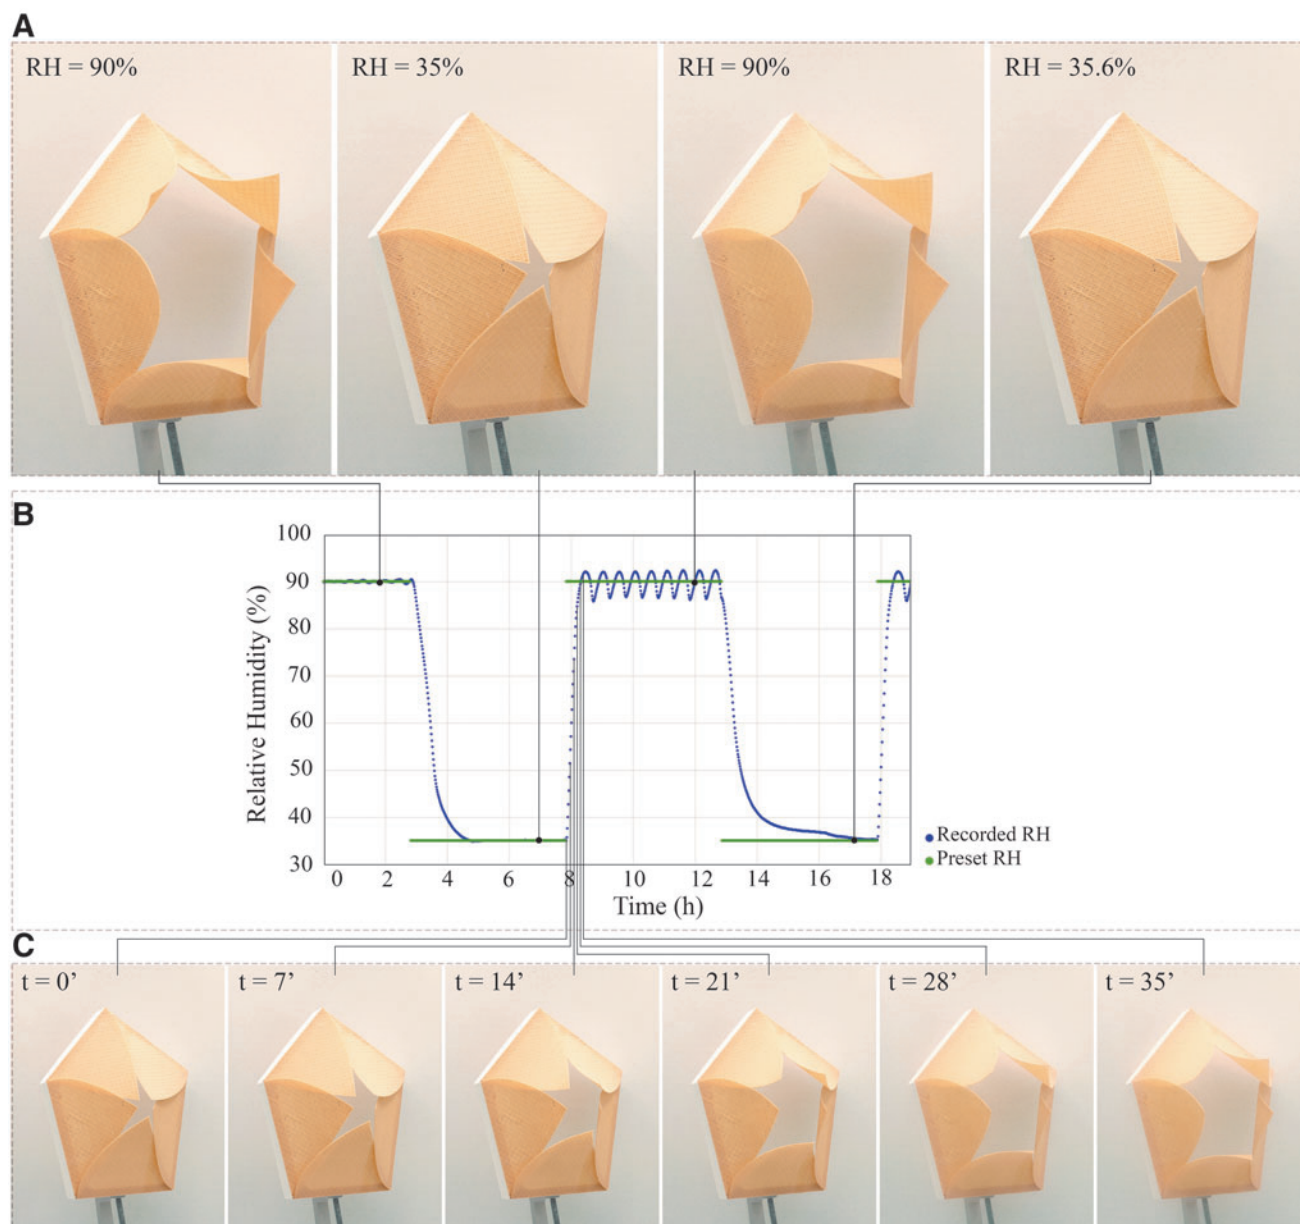 A
RH = 90%
RH = 35%
RH = 90%
RH = 35.6%
B
100
90
80
70
60
50
40
30
Relative Humidity (%)
0 2 4 6 8 10 12 14 16 18
Time (h)
Recorded RH
Preset RH
C
t = 0’
t = 7’
t = 14’
t = 21’
t = 28’
t = 35’